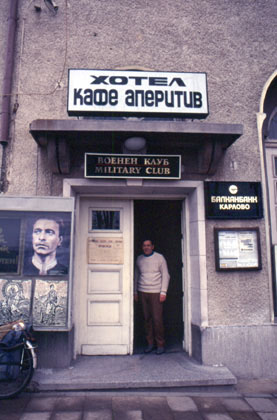 ХОТЕЛ
КАФЕ АПЕРИТИВ
ВОЕНЕН КЛУБ
MILITARY CLUB
БАЛКАНБАНК
КАРЛОВО